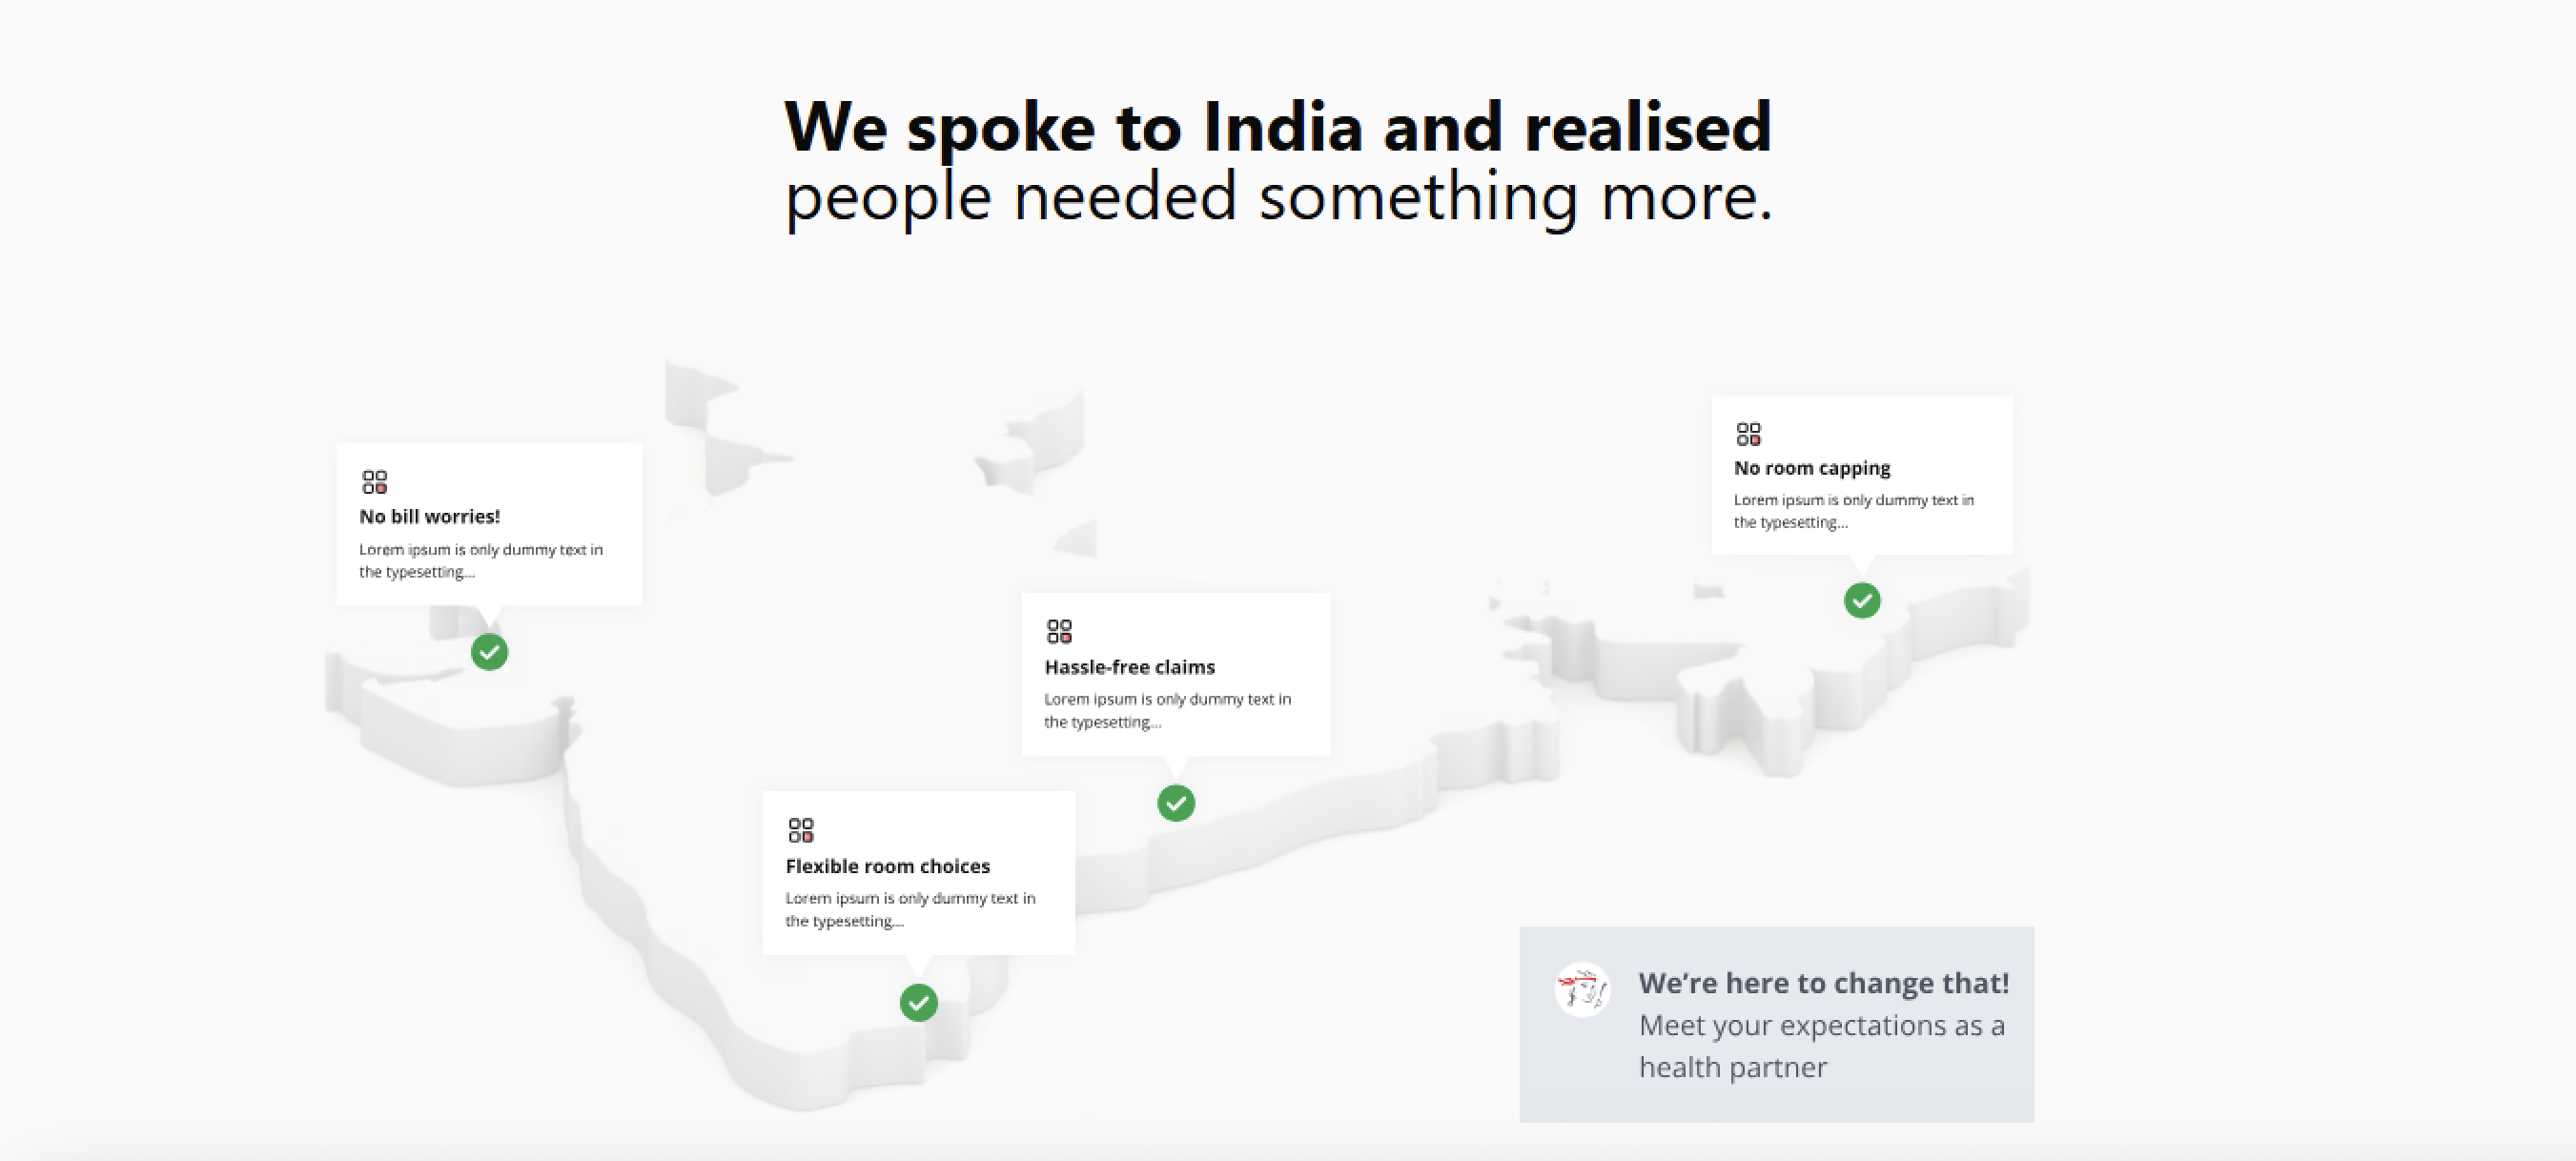 We spoke to India and realised
people needed something more.
No bill worries!
Lorem ipsum is only dummy text in
the typesetting...
No room capping
Lorem ipsum is only dummy text in
the typesetting...
Hassle-free claims
Lorem ipsum is only dummy text in
the typesetting...
Flexible room choices
Lorem ipsum is only dummy text in
the typesetting...
We’re here to change that!
Meet your expectations as a
health partner